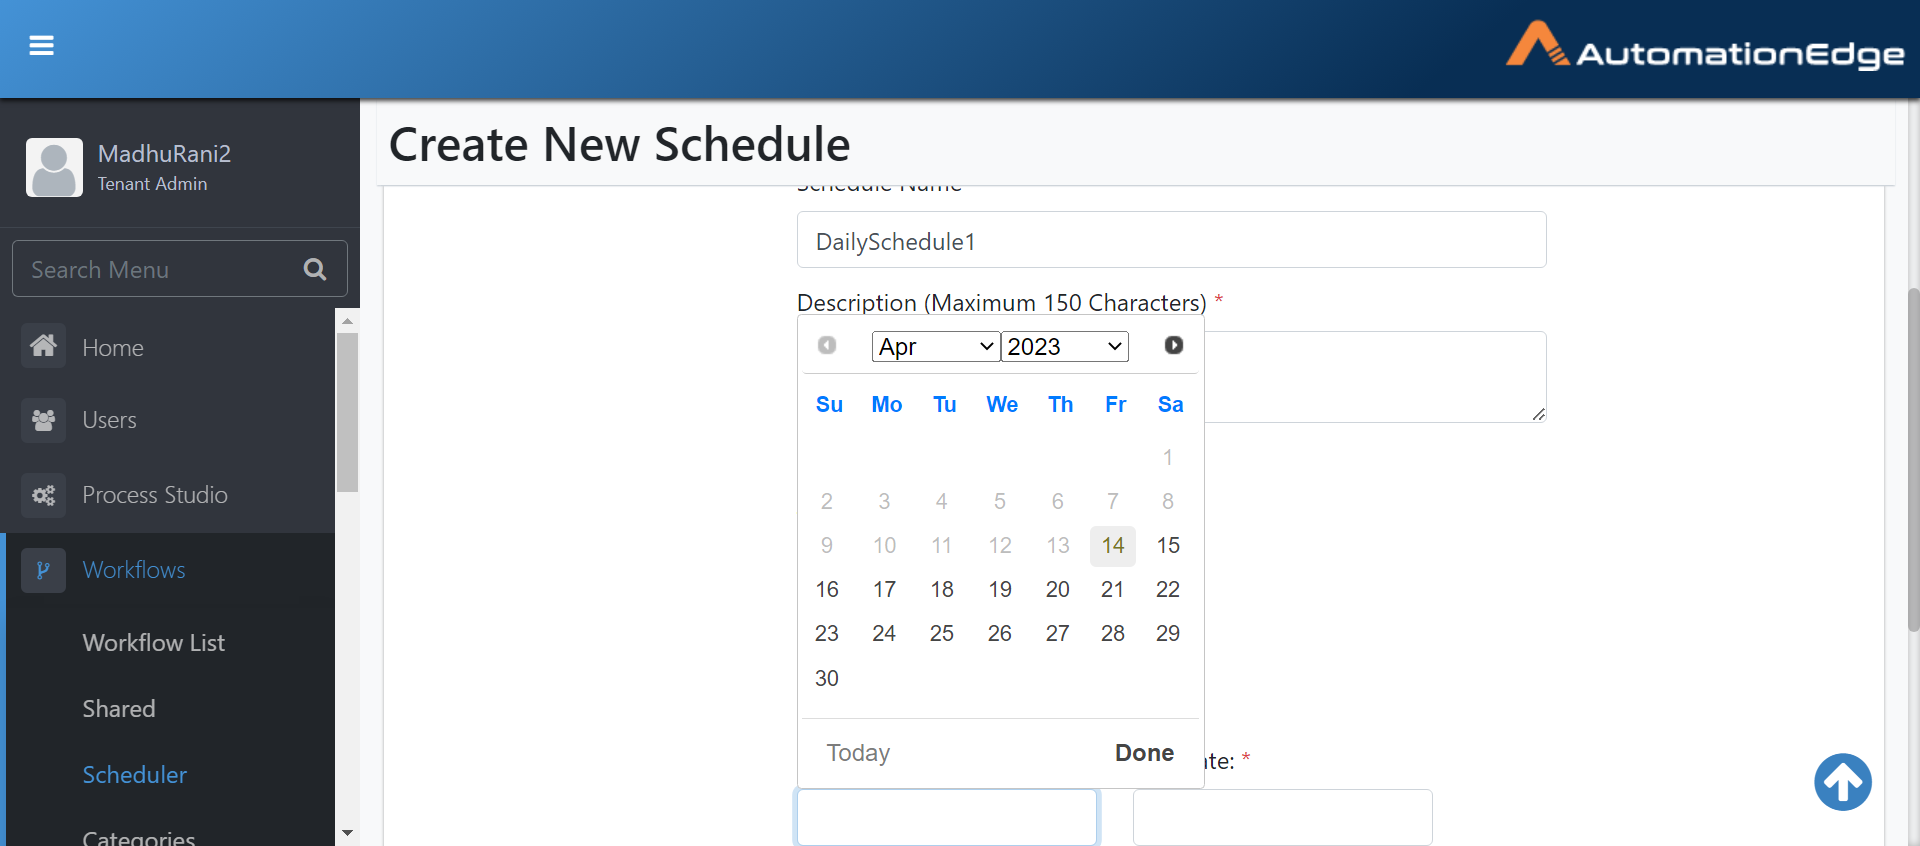 AutomationEdge
MadhuRani2
Tenant Admin
Search Menu
Home
Users
Process Studio
Workflows
Workflow List
Shared
Scheduler
Categories
Create New Schedule
Schedule Name
DailySchedule1
Description (Maximum 150 Characters) *
Apr 2023
Su Mo Tu We Th Fr Sa
1
2 3 4 5 6 7 8
9 10 11 12 13 14 15
16 17 18 19 20 21 22
23 24 25 26 27 28 29
30
Today Done
ate: *